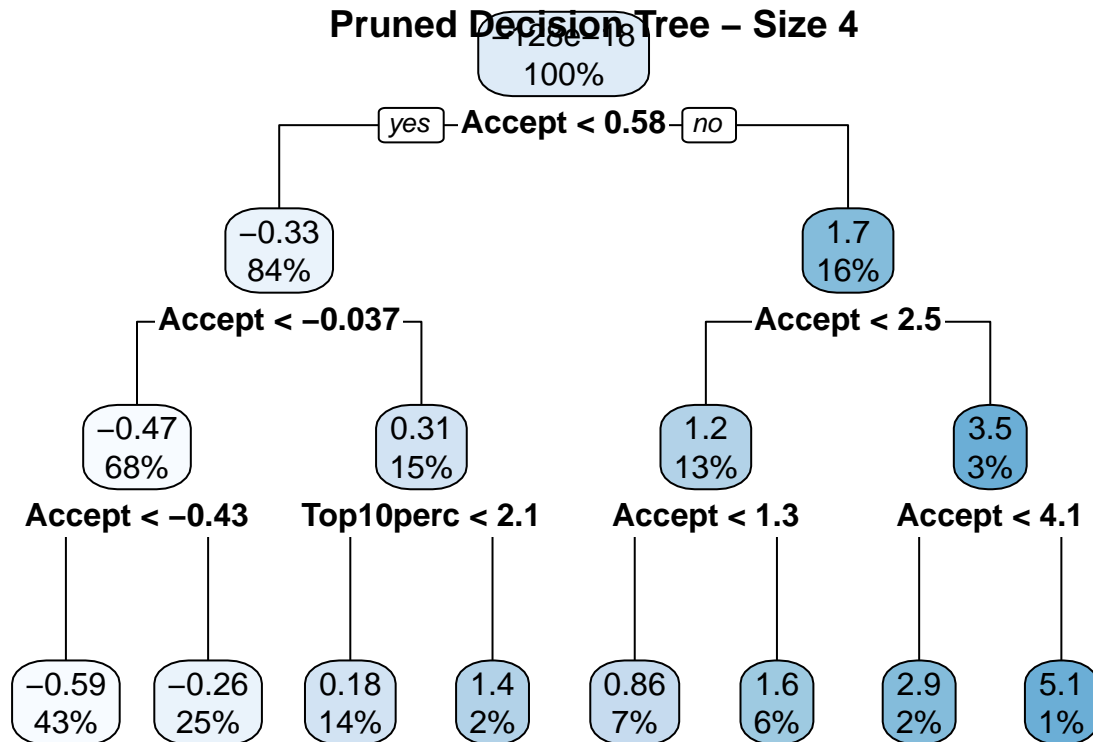 Pruned Decision Tree – Size 4
−128e−18
100%
yes Accept < 0.58 no
−0.33 1.7
84% 16%
Accept < −0.037 Accept < 2.5
−0.47 0.31 1.2 3.5
68% 15% 13% 3%
Accept < −0.43 Top10perc < 2.1 Accept < 1.3 Accept < 4.1
−0.59 −0.26 0.18 1.4 0.86 1.6 2.9 5.1
43% 25% 14% 2% 7% 6% 2% 1%